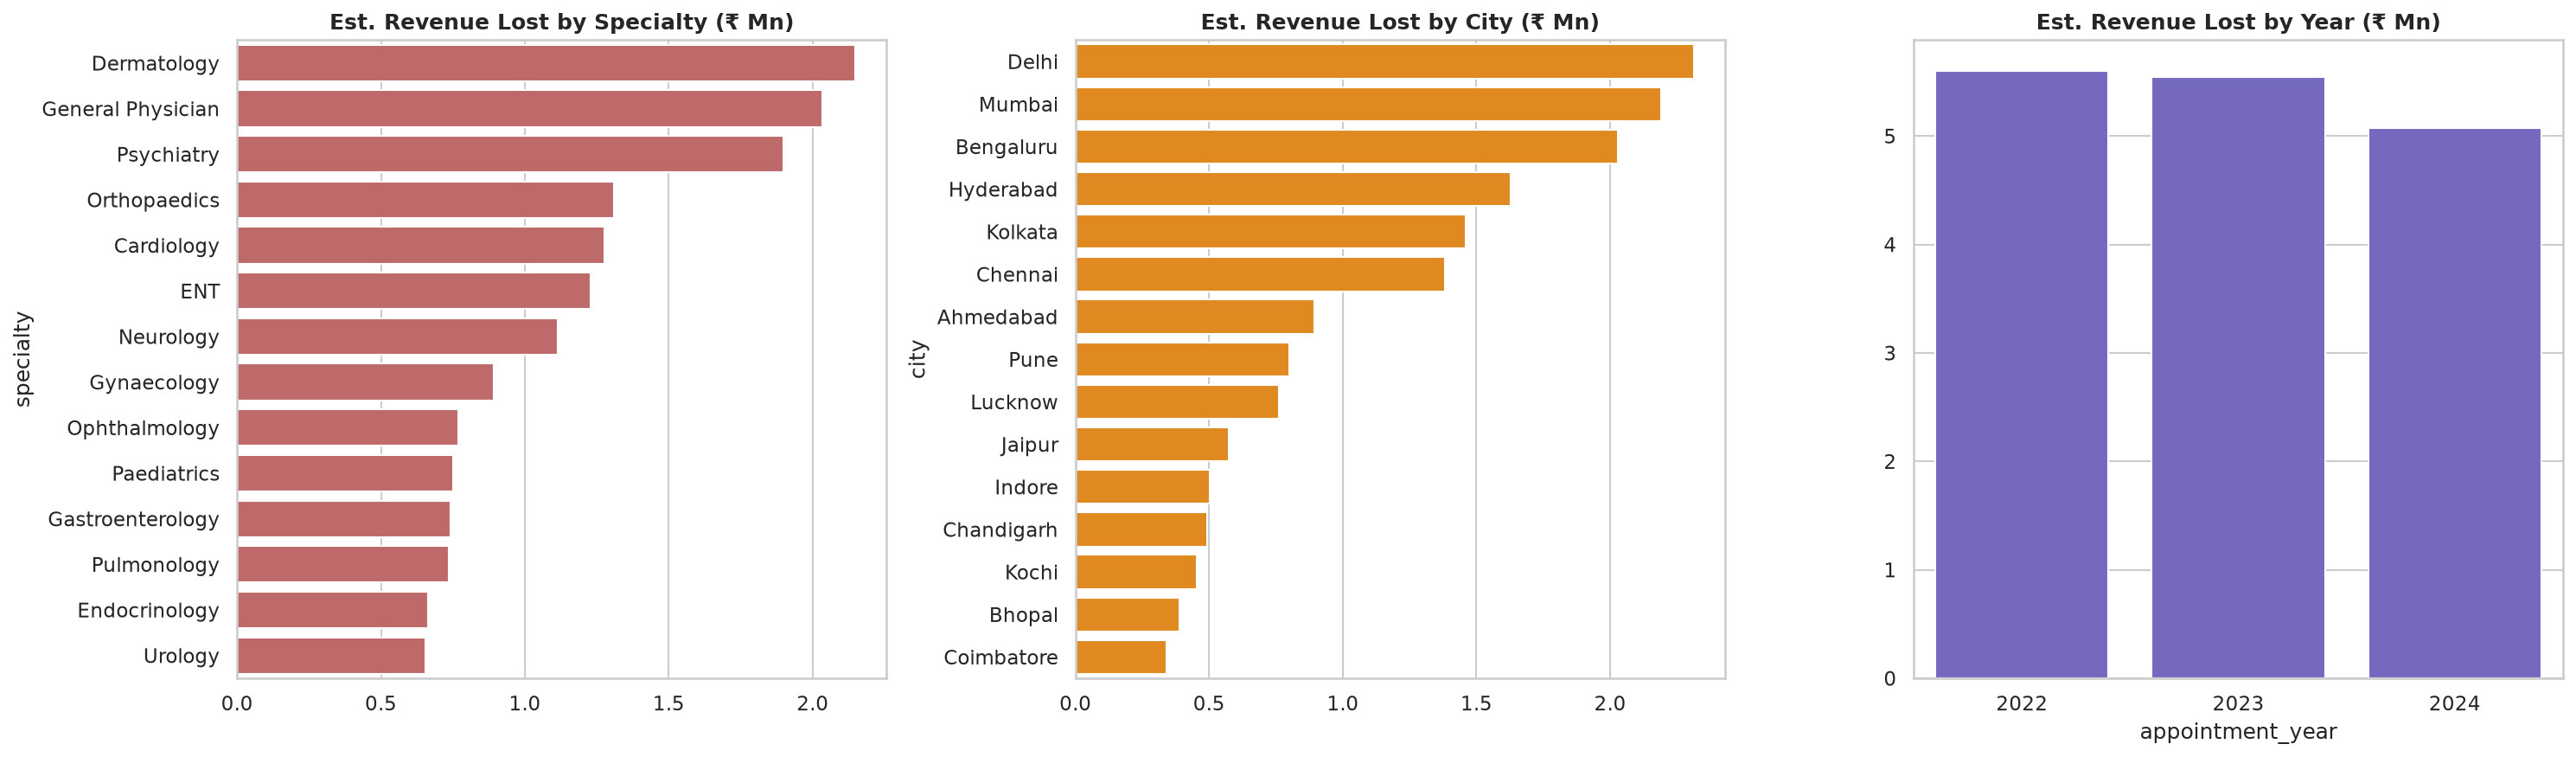 Est. Revenue Lost by Specialty (₹ Mn)
specialty
Dermatology
General Physician
Psychiatry
Orthopaedics
Cardiology
ENT
Neurology
Gynaecology
Ophthalmology
Paediatrics
Gastroenterology
Pulmonology
Endocrinology
Urology
0.0 0.5 1.0 1.5 2.0
Est. Revenue Lost by City (₹ Mn)
city
Delhi
Mumbai
Bengaluru
Hyderabad
Kolkata
Chennai
Ahmedabad
Pune
Lucknow
Jaipur
Indore
Chandigarh
Kochi
Bhopal
Coimbatore
0.0 0.5 1.0 1.5 2.0
Est. Revenue Lost by Year (₹ Mn)
5
4
3
2
1
0
2022 2023 2024
appointment_year